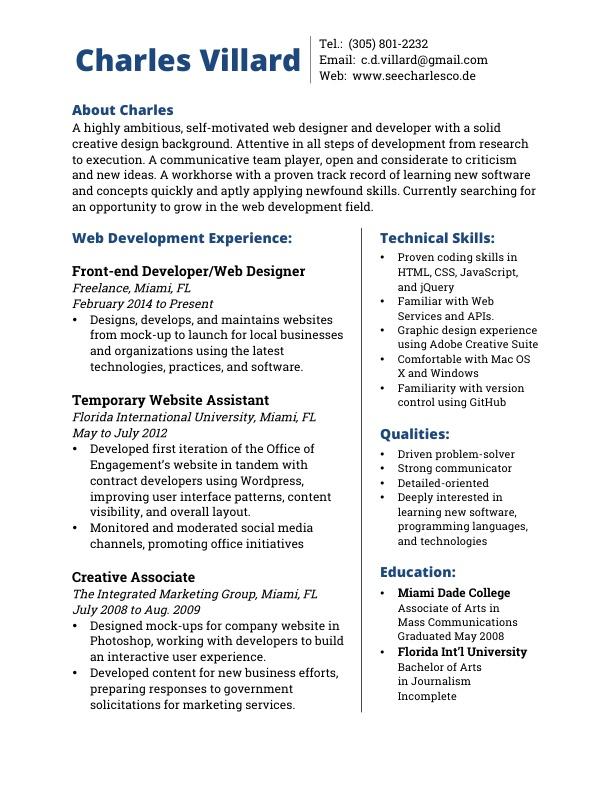 Charles Villard
Tel.: (305) 801-2232
Email: c.d.villard@gmail.com
Web: www.seecharlesco.de
About Charles
A highly ambitious, self-motivated web designer and developer with a solid
creative design background. Attentive in all steps of development from research
to execution. A communicative team player, open and considerate to criticism
and new ideas. A workhorse with a proven track record of learning new software
and concepts quickly and aptly applying newfound skills. Currently searching for
an opportunity to grow in the web development field.
Web Development Experience:
Front-end Developer/Web Designer
Freelance, Miami, FL
February 2014 to Present
• Designs, develops, and maintains websites
from mock-up to launch for local businesses
and organizations using the latest
technologies, practices, and software.
Temporary Website Assistant
Florida International University, Miami, FL
May to July 2012
• Developed first iteration of the Office of
Engagement's website in tandem with
contract developers using Wordpress,
improving user interface patterns, content
visibility, and overall layout.
• Monitored and moderated social media
channels, promoting office initiatives
Creative Associate
The Integrated Marketing Group, Miami, FL
July 2008 to Aug. 2009
• Designed mock-ups for company website in
Photoshop, working with developers to build
an interactive user experience.
• Developed content for new business efforts,
preparing responses to government
solicitations for marketing services.
Technical Skills:
• Proven coding skills in
HTML, CSS, JavaScript,
and jQuery
• Familiar with Web
Services and APIs.
• Graphic design experience
using Adobe Creative Suite
• Comfortable with Mac OS
X and Windows
• Familiarity with version
control using GitHub
Qualities:
• Driven problem-solver
• Strong communicator
• Detailed-oriented
• Deeply interested in
learning new software,
programming languages,
and technologies
Education:
• Miami Dade College
Associate of Arts in
Mass Communications
Graduated May 2008
• Florida Int'l University
Bachelor of Arts
in Journalism
Incomplete